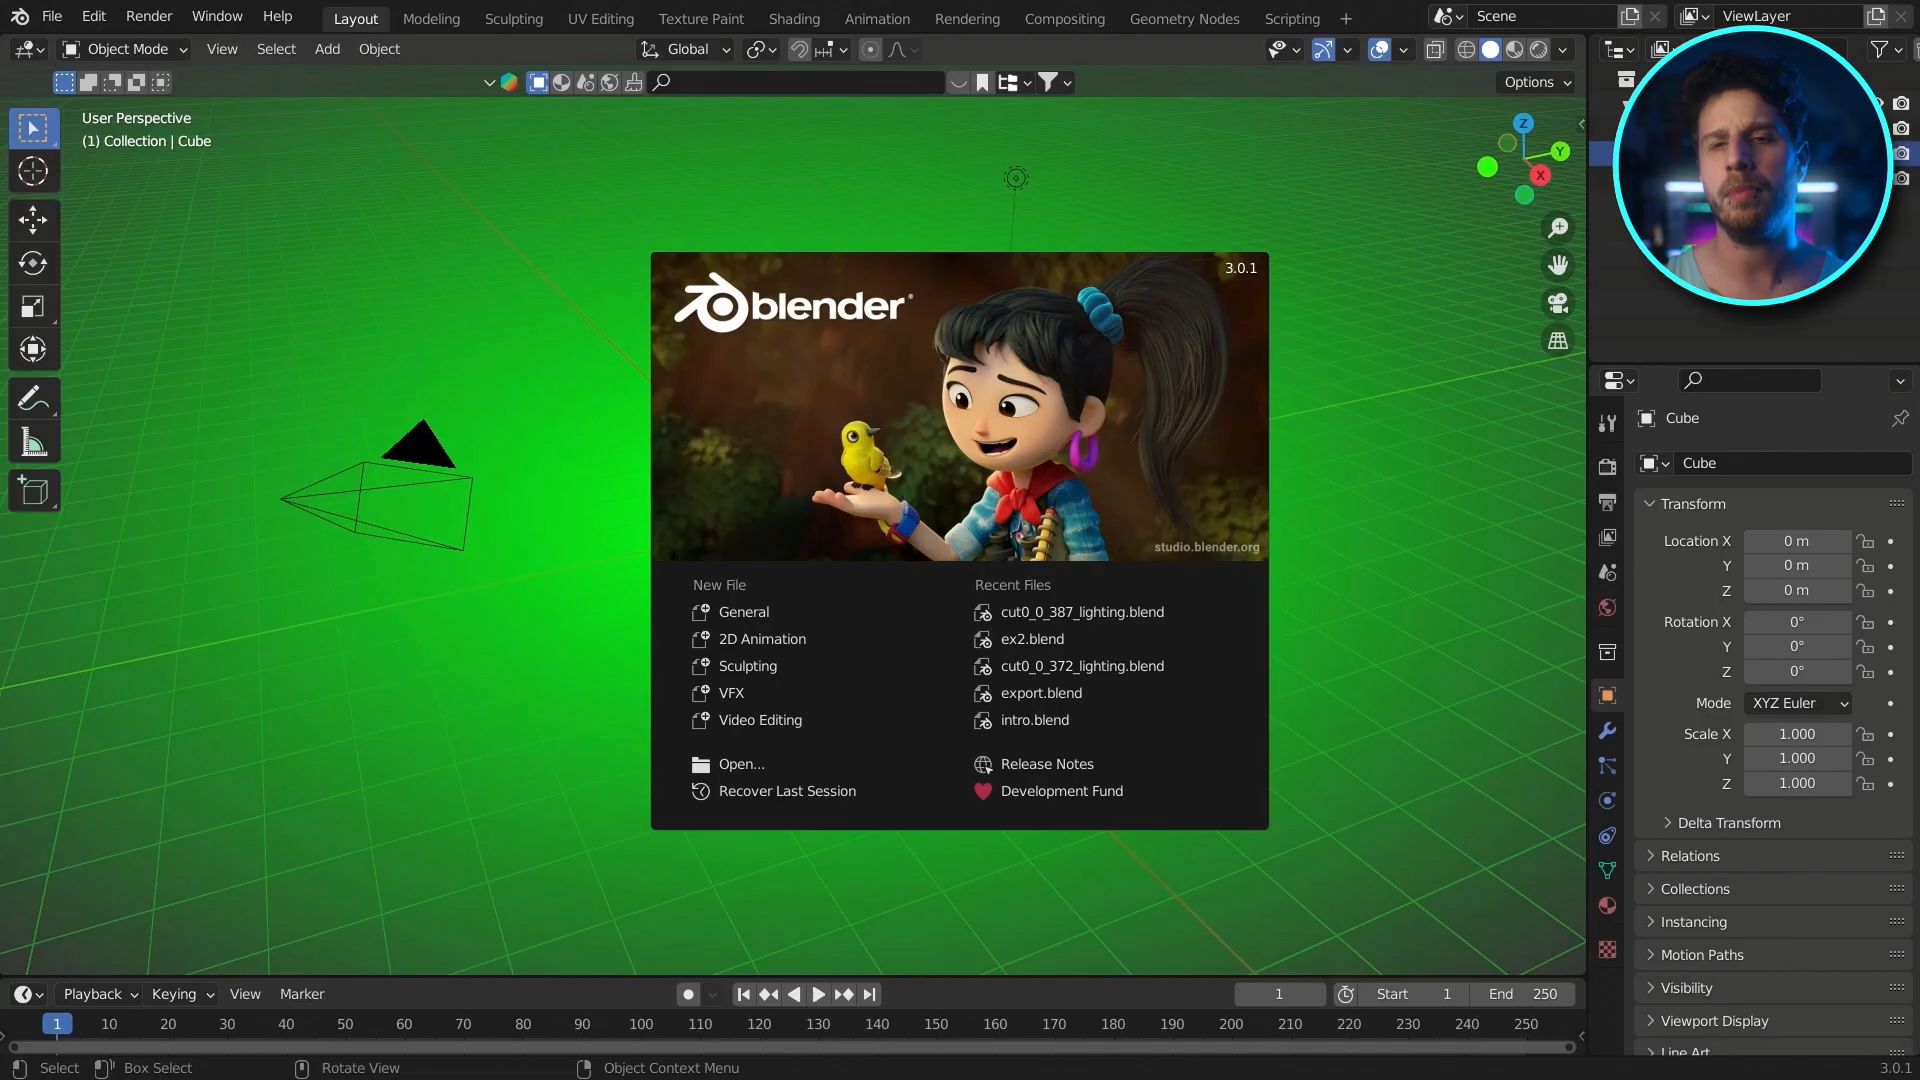 File Edit Render Window Help Layout Modeling Sculpting UV Editing Texture Paint Shading Animation Rendering Compositing Geometry Nodes Scripting + Scene ViewLayer
Object Mode View Select Add Object Global
Options
User Perspective
(1) Collection | Cube
Z
Y
X
blender
3.0.1
studio.blender.org
New File
General
2D Animation
Sculpting
VFX
Video Editing
Open...
Recover Last Session
Recent Files
cut0_0_387_lighting.blend
ex2.blend
cut0_0_372_lighting.blend
export.blend
intro.blend
Release Notes
Development Fund
Cube
Cube
Transform
Location X 0 m
Y 0 m
Z 0 m
Rotation X 0°
Y 0°
Z 0°
Mode XYZ Euler
Scale X 1.000
Y 1.000
Z 1.000
Delta Transform
Relations
Collections
Instancing
Motion Paths
Visibility
Viewport Display
Line Art
Playback Keying View Marker 1 Start 1 End 250
1 10 20 30 40 50 60 70 80 90 100 110 120 130 140 150 160 170 180 190 200 210 220 230 240 250
Select Box Select Rotate View Object Context Menu 3.0.1